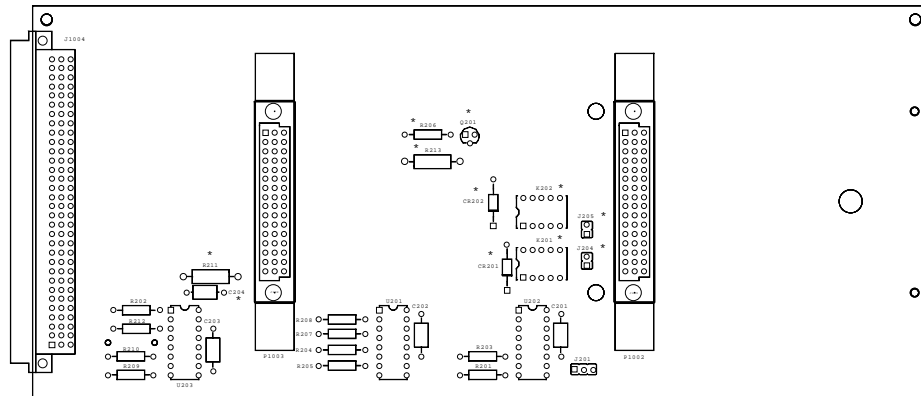 J1004
*
*
R206
Q201
*
R213
*
K202
*
CR202
J205
*
*
K201
*
J204
*
CR201
*
R211
C204
*
R202
R212
C203
R210
R209
U203
P1003
U201
C202
R208
R207
R204
R205
U202
C201
R203
R201
J201
P1002